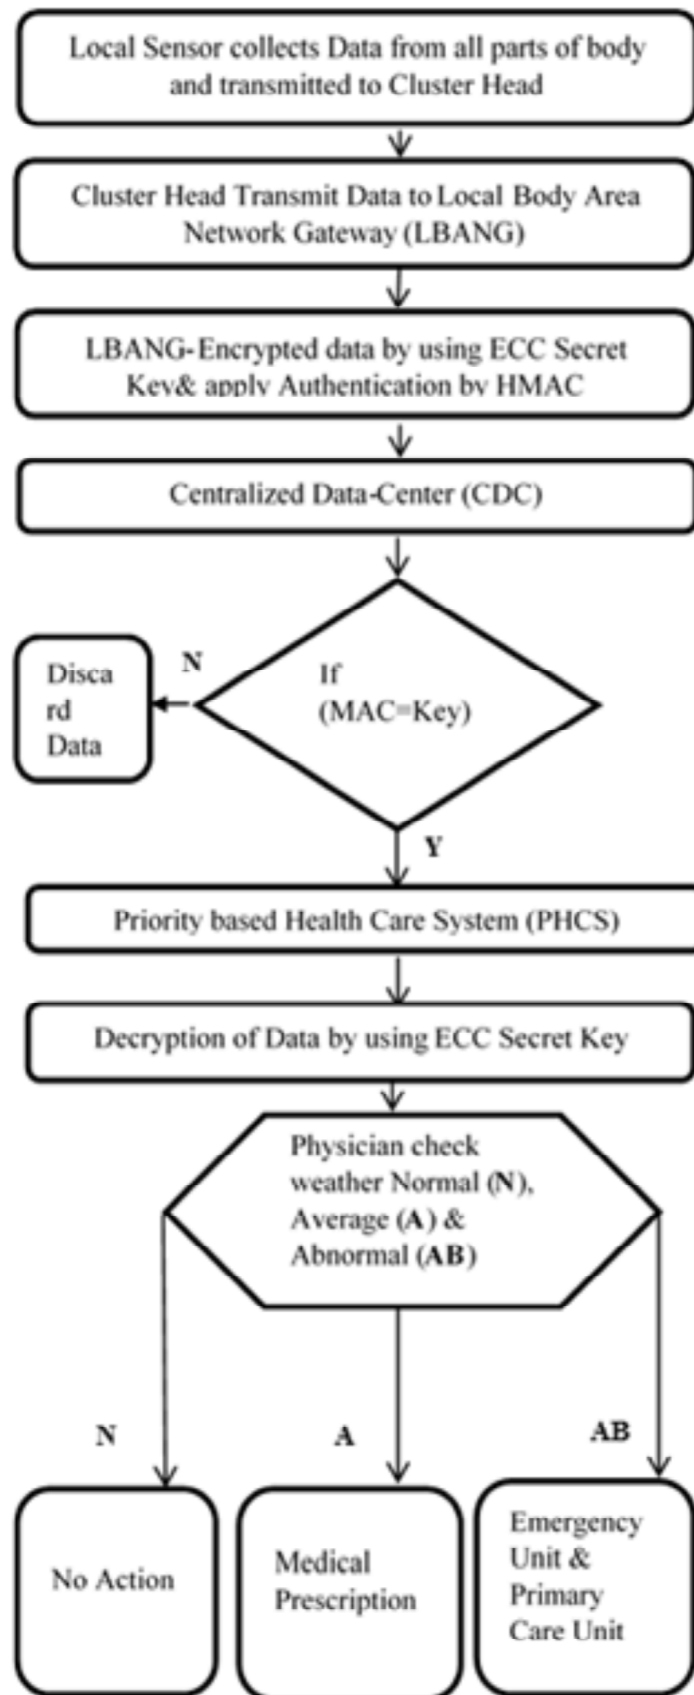 Local Sensor collects Data from all parts of body
and transmitted to Cluster Head
Cluster Head Transmit Data to Local Body Area
Network Gateway (LBANG)
LBANG-Encrypted data by using ECC Secret
Key& apply Authentication by HMAC
Centralized Data-Center (CDC)
N
Disca
rd
Data
If
(MAC=Key)
Y
Priority based Health Care System (PHCS)
Decryption of Data by using ECC Secret Key
Physician check
weather Normal (N),
Average (A) &
Abnormal (AB)
N
A
AB
No Action
Medical
Prescription
Emergency
Unit &
Primary
Care Unit